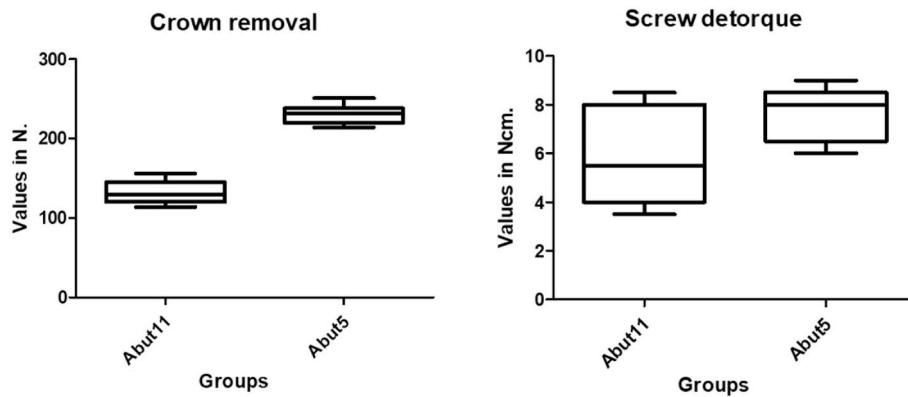 Crown removal
Values in N.
300
200
100
0
Abut11
Abut5
Groups
Screw detorque
Values in Ncm.
10
8
6
4
2
0
Abut11
Abut5
Groups